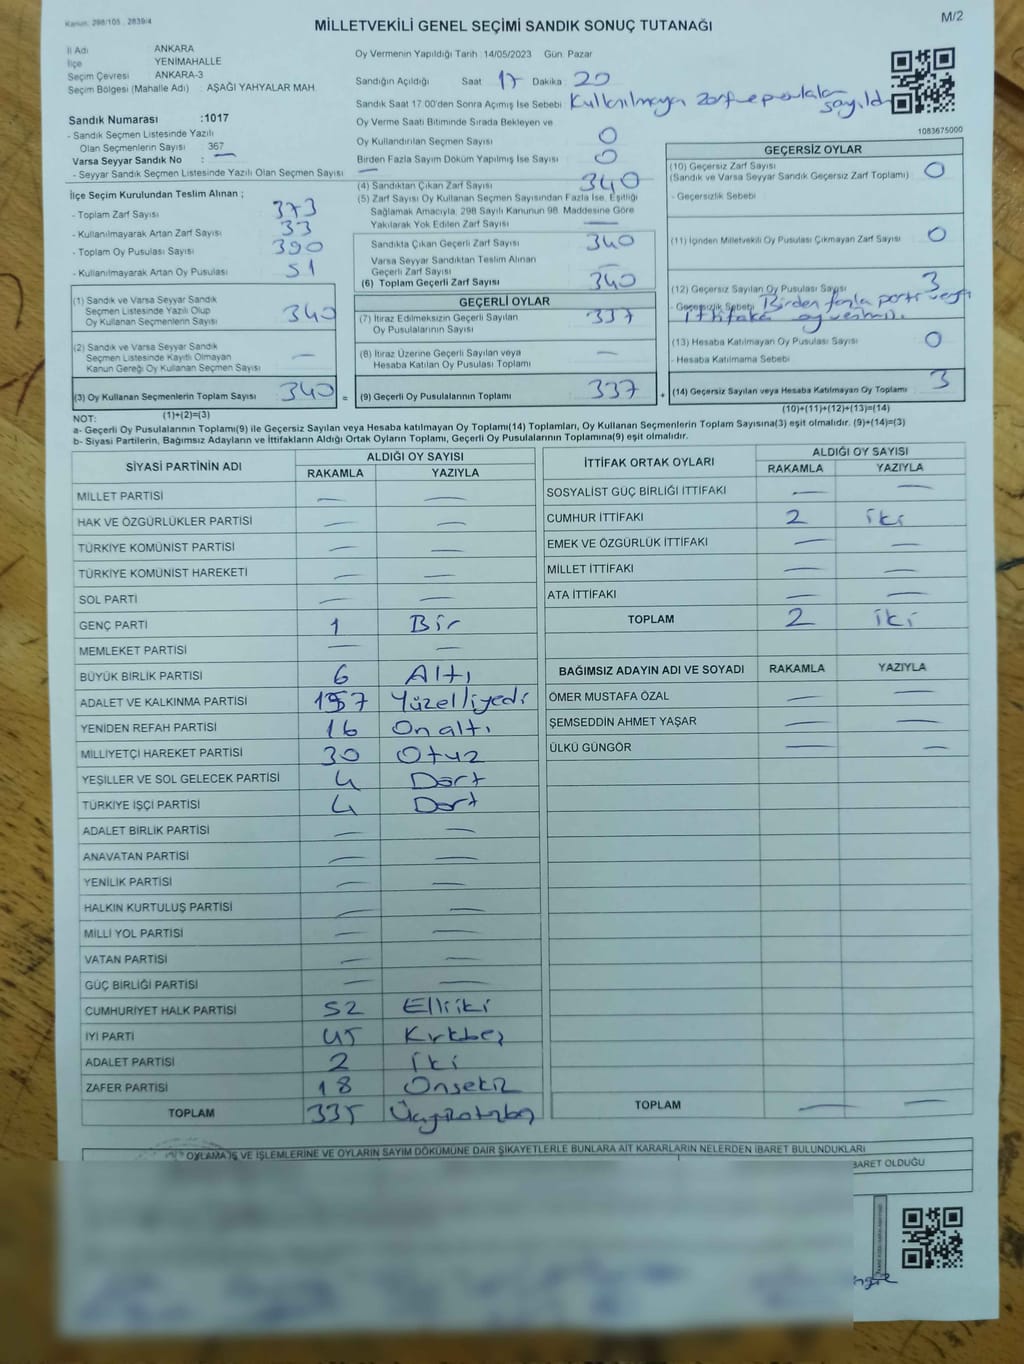 Kanun: 298/105 , 2839/4
M/2
MİLLETVEKİLİ GENEL SEÇİMİ SANDIK SONUÇ TUTANAĞI
İl Adı ANKARA
İlçe YENİMAHALLE
Seçim Çevresi ANKARA-3
Seçim Bölgesi (Mahalle Adı) : AŞAĞI YAHYALAR MAH.
Sandık Numarası :1017
- Sandık Seçmen Listesinde Yazılı
Olan Seçmenlerin Sayısı : 367
Varsa Seyyar Sandık No : —
- Seyyar Sandık Seçmen Listesinde Yazılı Olan Seçmen Sayısı : —
Oy Vermenin Yapıldığı Tarih :14/05/2023 Gün: Pazar
Sandığın Açıldığı Saat 17 Dakika 20
Sandık Saat 17:00'den Sonra Açımış İse Sebebi Kullanılmayan zarf ve pusulalar
sayıldı
Oy Verme Saati Bitiminde Sırada Bekleyen ve
Oy Kullandırılan Seçmen Sayısı 0
Birden Fazla Sayım Döküm Yapılmış İse Sayısı 0
1083675000
İlçe Seçim Kurulundan Teslim Alınan ;
- Toplam Zarf Sayısı 373
- Kullanılmayarak Artan Zarf Sayısı 33
- Toplam Oy Pusulası Sayısı 390
- Kullanılmayarak Artan Oy Pusulası 51
(1) Sandık ve Varsa Seyyar Sandık
Seçmen Listesinde Yazılı Olup
Oy Kullanan Seçmenlerin Sayısı 340
(2) Sandık ve Varsa Seyyar Sandık
Seçmen Listesinde Kayıtlı Olmayan
Kanun Gereği Oy Kullanan Seçmen Sayısı —
(3) Oy Kullanan Seçmenlerin Toplam Sayısı 340 =
(1)+(2)=(3)
(4) Sandıktan Çıkan Zarf Sayısı 340
(5) Zarf Sayısı Oy Kullanan Seçmen Sayısından Fazla İse, Eşitliği
Sağlamak Amacıyla, 298 Sayılı Kanunun 98. Maddesine Göre
Yakılarak Yok Edilen Zarf Sayısı —
Sandıkta Çıkan Geçerli Zarf Sayısı 340
Varsa Seyyar Sandıktan Teslim Alınan
Geçerli Zarf Sayısı —
(6) Toplam Geçerli Zarf Sayısı 340
GEÇERLİ OYLAR
(7) İtiraz Edilmeksizin Geçerli Sayılan
Oy Pusulalarının Sayısı 337
(8) İtiraz Üzerine Geçerli Sayılan veya
Hesaba Katılan Oy Pusulası Toplamı —
(9) Geçerli Oy Pusulalarının Toplamı 337 +
GEÇERSİZ OYLAR
(10) Geçersiz Zarf Sayısı 0
(Sandık ve Varsa Seyyar Sandık Geçersiz Zarf Toplamı)
- Geçersizlik Sebebi :
(11) İçinden Milletvekili Oy Pusulası Çıkmayan Zarf Sayısı 0
(12) Geçersiz Sayılan Oy Pusulası Sayısı 3
- Geçersizlik Sebebi : Birden fazla parti veya
ittifaka oy verme
(13) Hesaba Katılmayan Oy Pusulası Sayısı 0
- Hesaba Katılmama Sebebi :
(14) Geçersiz Sayılan veya Hesaba Katılmayan Oy Toplamı 3
(10)+(11)+(12)+(13)=(14)
NOT:
a- Geçerli Oy Pusulasının Toplamı(9) ile Geçersiz Sayılan veya Hesaba katılmayan Oy Toplamı(14) Toplamları, Oy Kullanan Seçmenlerin Toplam Sayısına(3) eşit olmalıdır. (9)+(14)=(3)
b- Siyasi Partilerin, Bağımsız Adayların ve İttifakların Aldığı Ortak Oyların Toplamı, Geçerli Oy Pusulalarının Toplamına(9) eşit olmalıdır.
SİYASİ PARTİNİN ADI ALDIĞI OY SAYISI
RAKAMLA YAZIYLA
MİLLET PARTİSİ — —
HAK VE ÖZGÜRLÜKLER PARTİSİ — —
TÜRKİYE KOMÜNİST PARTİSİ — —
TÜRKİYE KOMÜNİST HAREKETİ — —
SOL PARTİ — —
GENÇ PARTİ 1 Bir
MEMLEKET PARTİSİ — —
BÜYÜK BİRLİK PARTİSİ 6 Altı
ADALET VE KALKINMA PARTİSİ 157 Yüzelliyedi
YENİDEN REFAH PARTİSİ 16 Onaltı
MİLLİYETÇİ HAREKET PARTİSİ 30 Otuz
YEŞİLLER VE SOL GELECEK PARTİSİ 4 Dört
TÜRKİYE İŞÇİ PARTİSİ 4 Dört
ADALET BİRLİK PARTİSİ — —
ANAVATAN PARTİSİ — —
YENİLİK PARTİSİ — —
HALKIN KURTULUŞ PARTİSİ — —
MİLLİ YOL PARTİSİ — —
VATAN PARTİSİ — —
GÜÇ BİRLİĞİ PARTİSİ — —
CUMHURİYET HALK PARTİSİ 52 Elliiki
İYİ PARTİ 45 Kırkbeş
ADALET PARTİSİ 2 İki
ZAFER PARTİSİ 18 Onsekiz
TOPLAM 335 Üçyüzotuzbeş
İTTİFAK ORTAK OYLARI ALDIĞI OY SAYISI
RAKAMLA YAZIYLA
SOSYALİST GÜÇ BİRLİĞİ İTTİFAKI — —
CUMHUR İTTİFAKI 2 iki
EMEK VE ÖZGÜRLÜK İTTİFAKI — —
MİLLET İTTİFAKI — —
ATA İTTİFAKI — —
TOPLAM 2 iki
BAĞIMSIZ ADAYIN ADI VE SOYADI RAKAMLA YAZIYLA
ÖMER MUSTAFA ÖZAL — —
ŞEMSEDDİN AHMET YAŞAR — —
ÜLKÜ GÜNGÖR — —
TOPLAM — —
OYLAMA İŞ VE İŞLEMLERİNE VE OYLARIN SAYIM DÖKÜMÜNE DAİR ŞİKAYETLERLE BUNLARA AİT KARARLARIN NELERDEN İBARET BULUNDUKLARI
BARET OLDUĞU